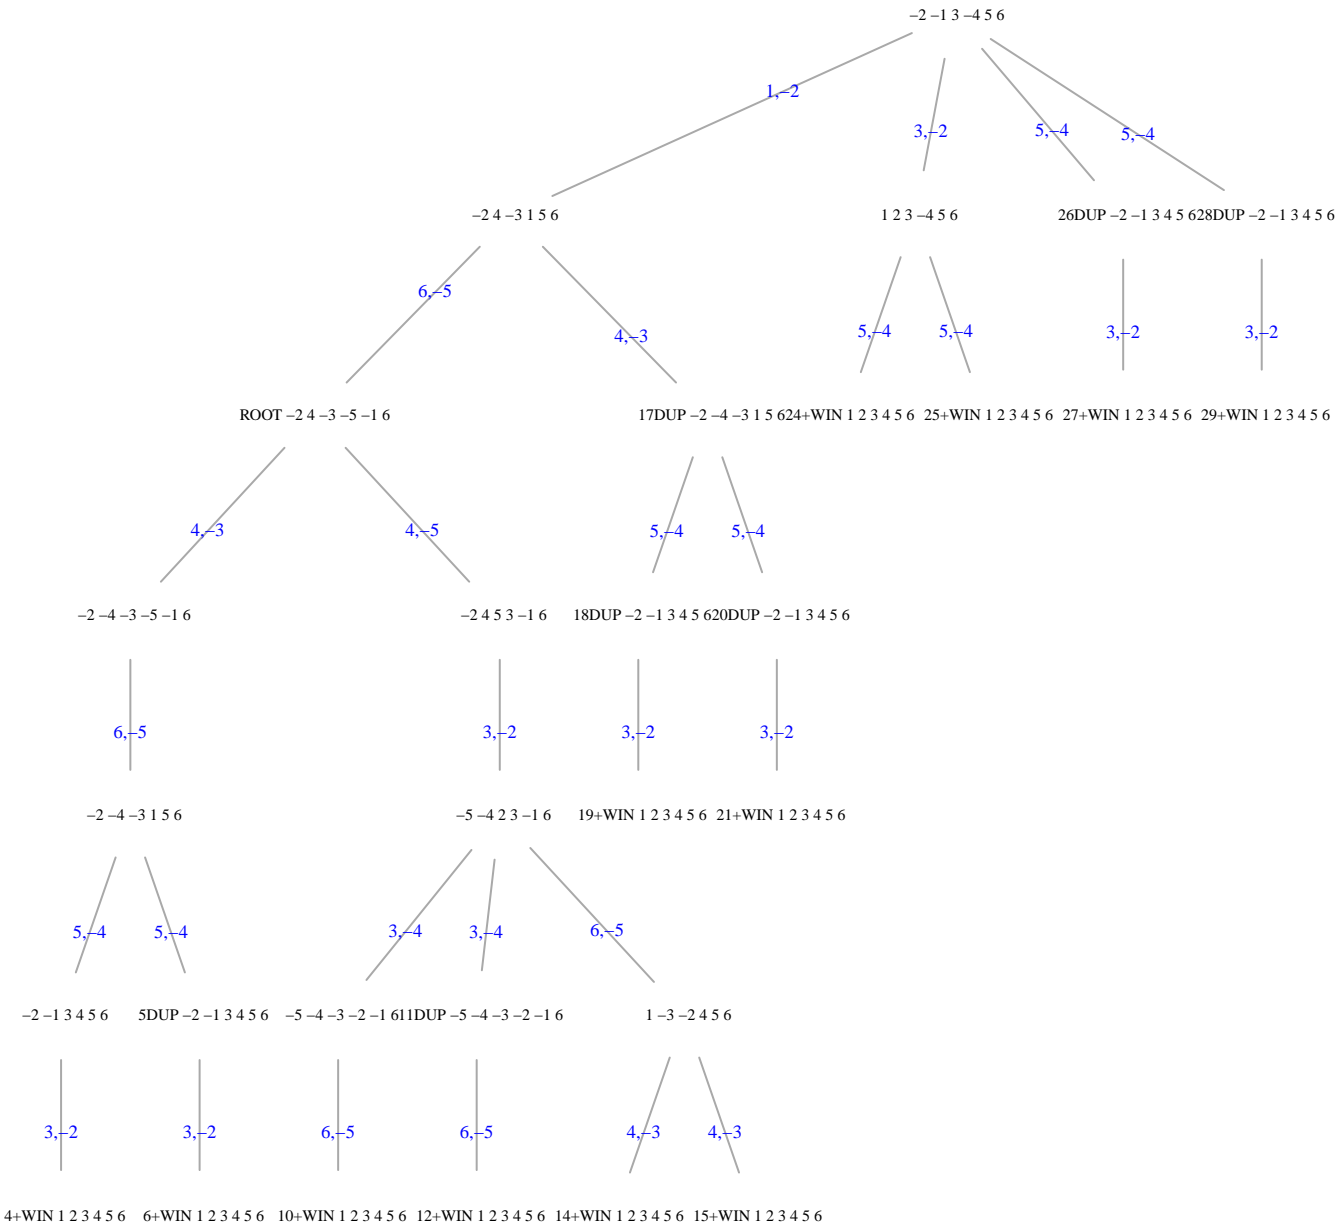 −2 −1 3 −4 5 6
1,−2
3,−2
5,−4
5,−4
−2 4 −3 1 5 6
1 2 3 −4 5 6
26DUP −2 −1 3 4 5 6
28DUP −2 −1 3 4 5 6
6,−5
4,−3
5,−4
5,−4
3,−2
3,−2
ROOT −2 4 −3 −5 −1 6
17DUP −2 −4 −3 1 5 6
24+WIN 1 2 3 4 5 6
25+WIN 1 2 3 4 5 6
27+WIN 1 2 3 4 5 6
29+WIN 1 2 3 4 5 6
4,−3
4,−5
5,−4
5,−4
−2 −4 −3 −5 −1 6
−2 4 5 3 −1 6
18DUP −2 −1 3 4 5 6
20DUP −2 −1 3 4 5 6
6,−5
3,−2
3,−2
3,−2
−2 −4 −3 1 5 6
−5 −4 2 3 −1 6
19+WIN 1 2 3 4 5 6
21+WIN 1 2 3 4 5 6
5,−4
5,−4
3,−4
3,−4
6,−5
−2 −1 3 4 5 6
5DUP −2 −1 3 4 5 6
−5 −4 −3 −2 −1 6
11DUP −5 −4 −3 −2 −1 6
1 −3 −2 4 5 6
3,−2
3,−2
6,−5
6,−5
4,−3
4,−3
4+WIN 1 2 3 4 5 6
6+WIN 1 2 3 4 5 6
10+WIN 1 2 3 4 5 6
12+WIN 1 2 3 4 5 6
14+WIN 1 2 3 4 5 6
15+WIN 1 2 3 4 5 6